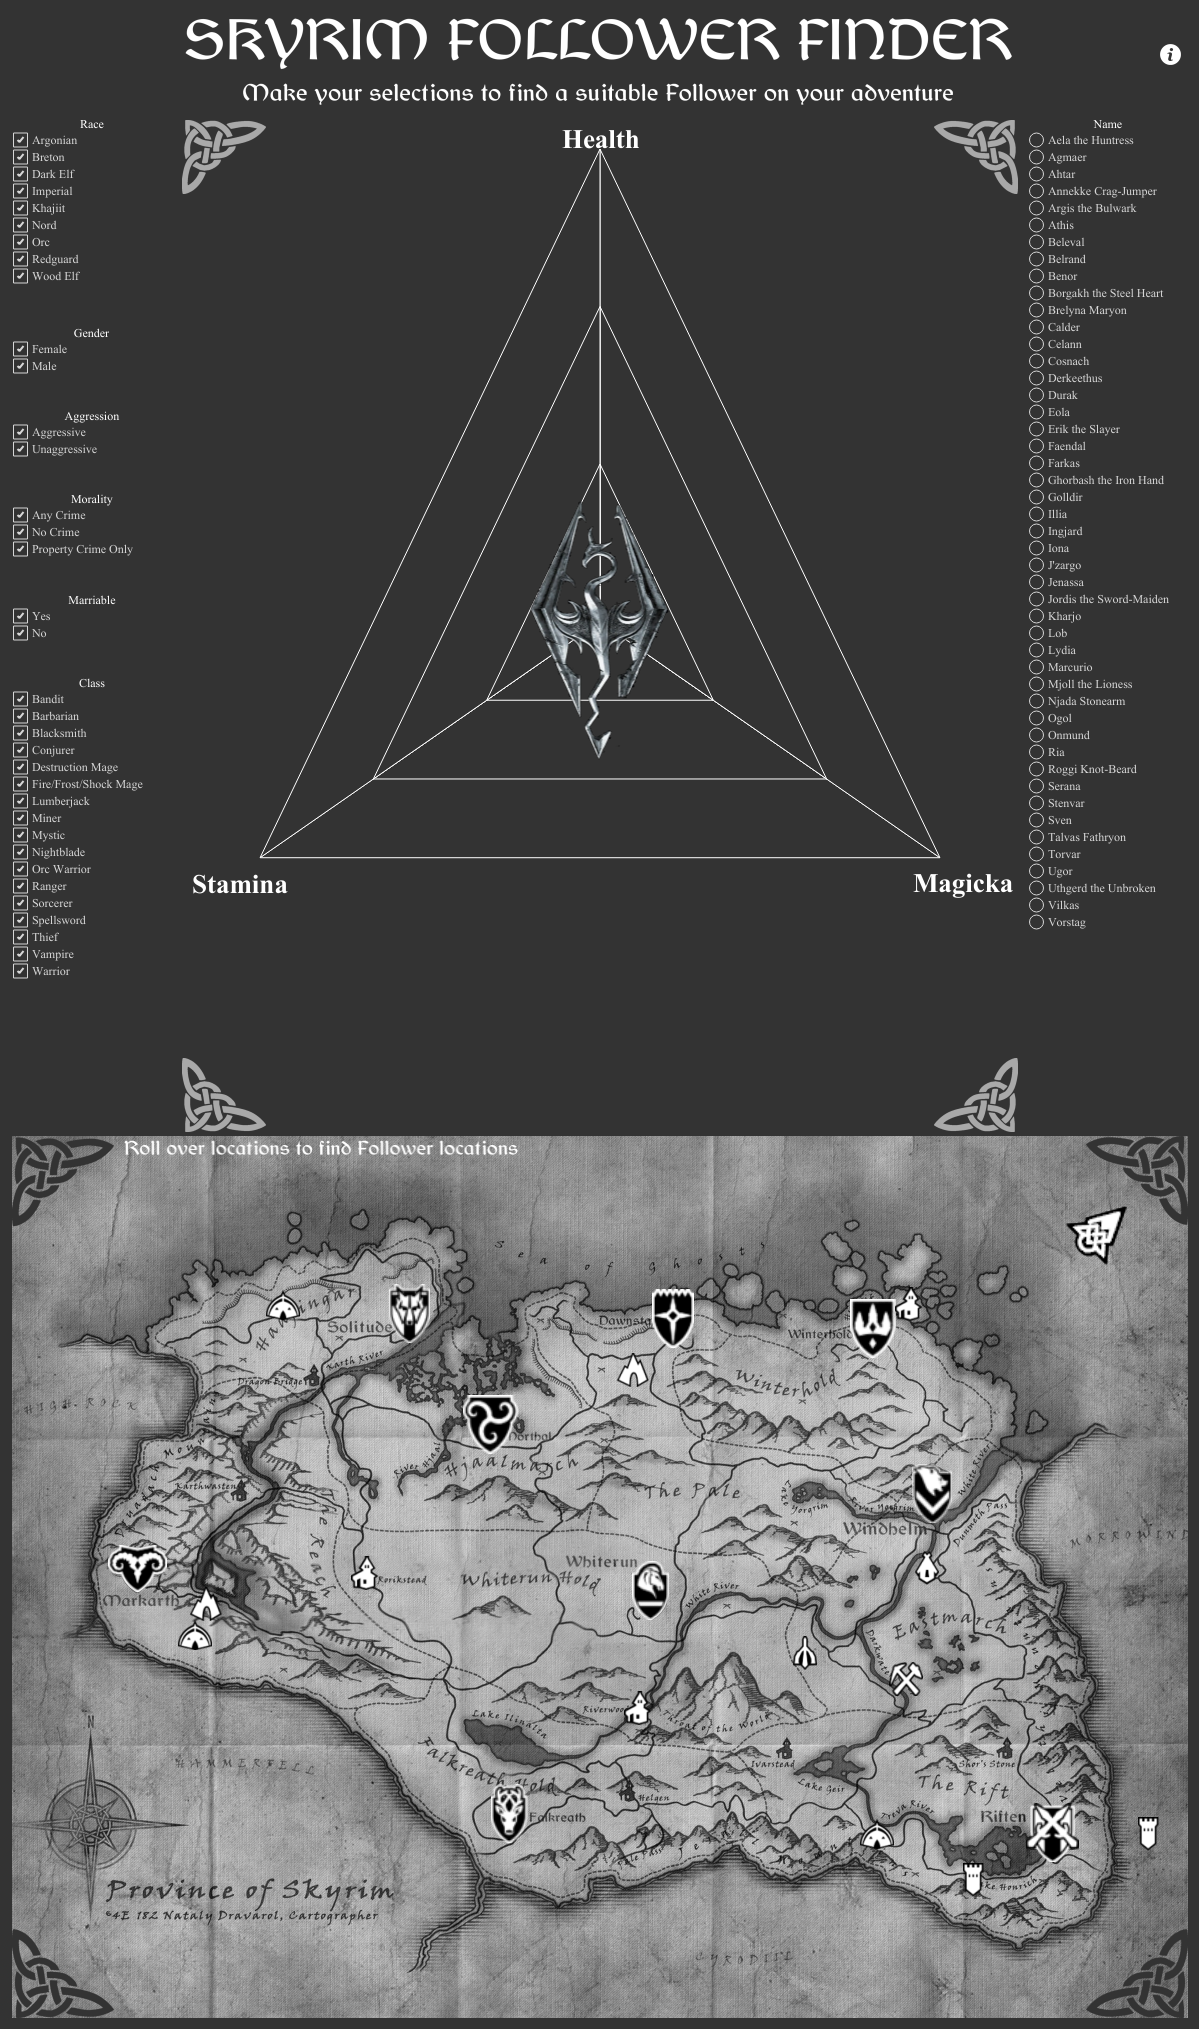 SKYRIM FOLLOWER FINDER
i
Make your selections to find a suitable Follower on your adventure
Race
Argonian
Breton
Dark Elf
Imperial
Khajiit
Nord
Orc
Redguard
Wood Elf
Gender
Female
Male
Aggression
Aggressive
Unaggressive
Morality
Any Crime
No Crime
Property Crime Only
Marriable
Yes
No
Class
Bandit
Barbarian
Blacksmith
Conjurer
Destruction Mage
Fire/Frost/Shock Mage
Lumberjack
Miner
Mystic
Nightblade
Orc Warrior
Ranger
Sorcerer
Spellsword
Thief
Vampire
Warrior
Health
Stamina
Magicka
Name
Aela the Huntress
Agmaer
Ahtar
Annekke Crag-Jumper
Argis the Bulwark
Athis
Beleval
Belrand
Benor
Borgakh the Steel Heart
Brelyna Maryon
Calder
Celann
Cosnach
Derkeethus
Durak
Eola
Erik the Slayer
Faendal
Farkas
Ghorbash the Iron Hand
Golldir
Illia
Ingjard
Iona
J'zargo
Jenassa
Jordis the Sword-Maiden
Kharjo
Lob
Lydia
Marcurio
Mjoll the Lioness
Njada Stonearm
Ogol
Onmund
Ria
Roggi Knot-Beard
Serana
Stenvar
Sven
Talvas Fathryon
Torvar
Ugor
Uthgerd the Unbroken
Vilkas
Vorstag
Roll over locations to find Follower locations
Sea of Ghosts
Solitude
Winterhold
Dragon Bridge
Karth River
Winterhold
HIGH ROCK
River Hjaal
Hjaalmarch
The Pale
Karthwasten
Lake Yorgrim
River Yorgrim
White River
Windhelm
Dunmeth Pass
MORROWIND
The Reach
Markarth
Rorikstead
Whiterun Hold
Whiterun
White River
Eastmarch
Darkwater
Riverwood
Throat of the World
Lake Ilinalta
Falkreath Hold
Ivarstead
Shor's Stone
Lake Geir
The Rift
HAMMERFELL
Helgen
Falkreath
Treva River
Riften
N
Province of Skyrim
©4E 182 Nataly Dravarol, Cartographer
CYRODIIL